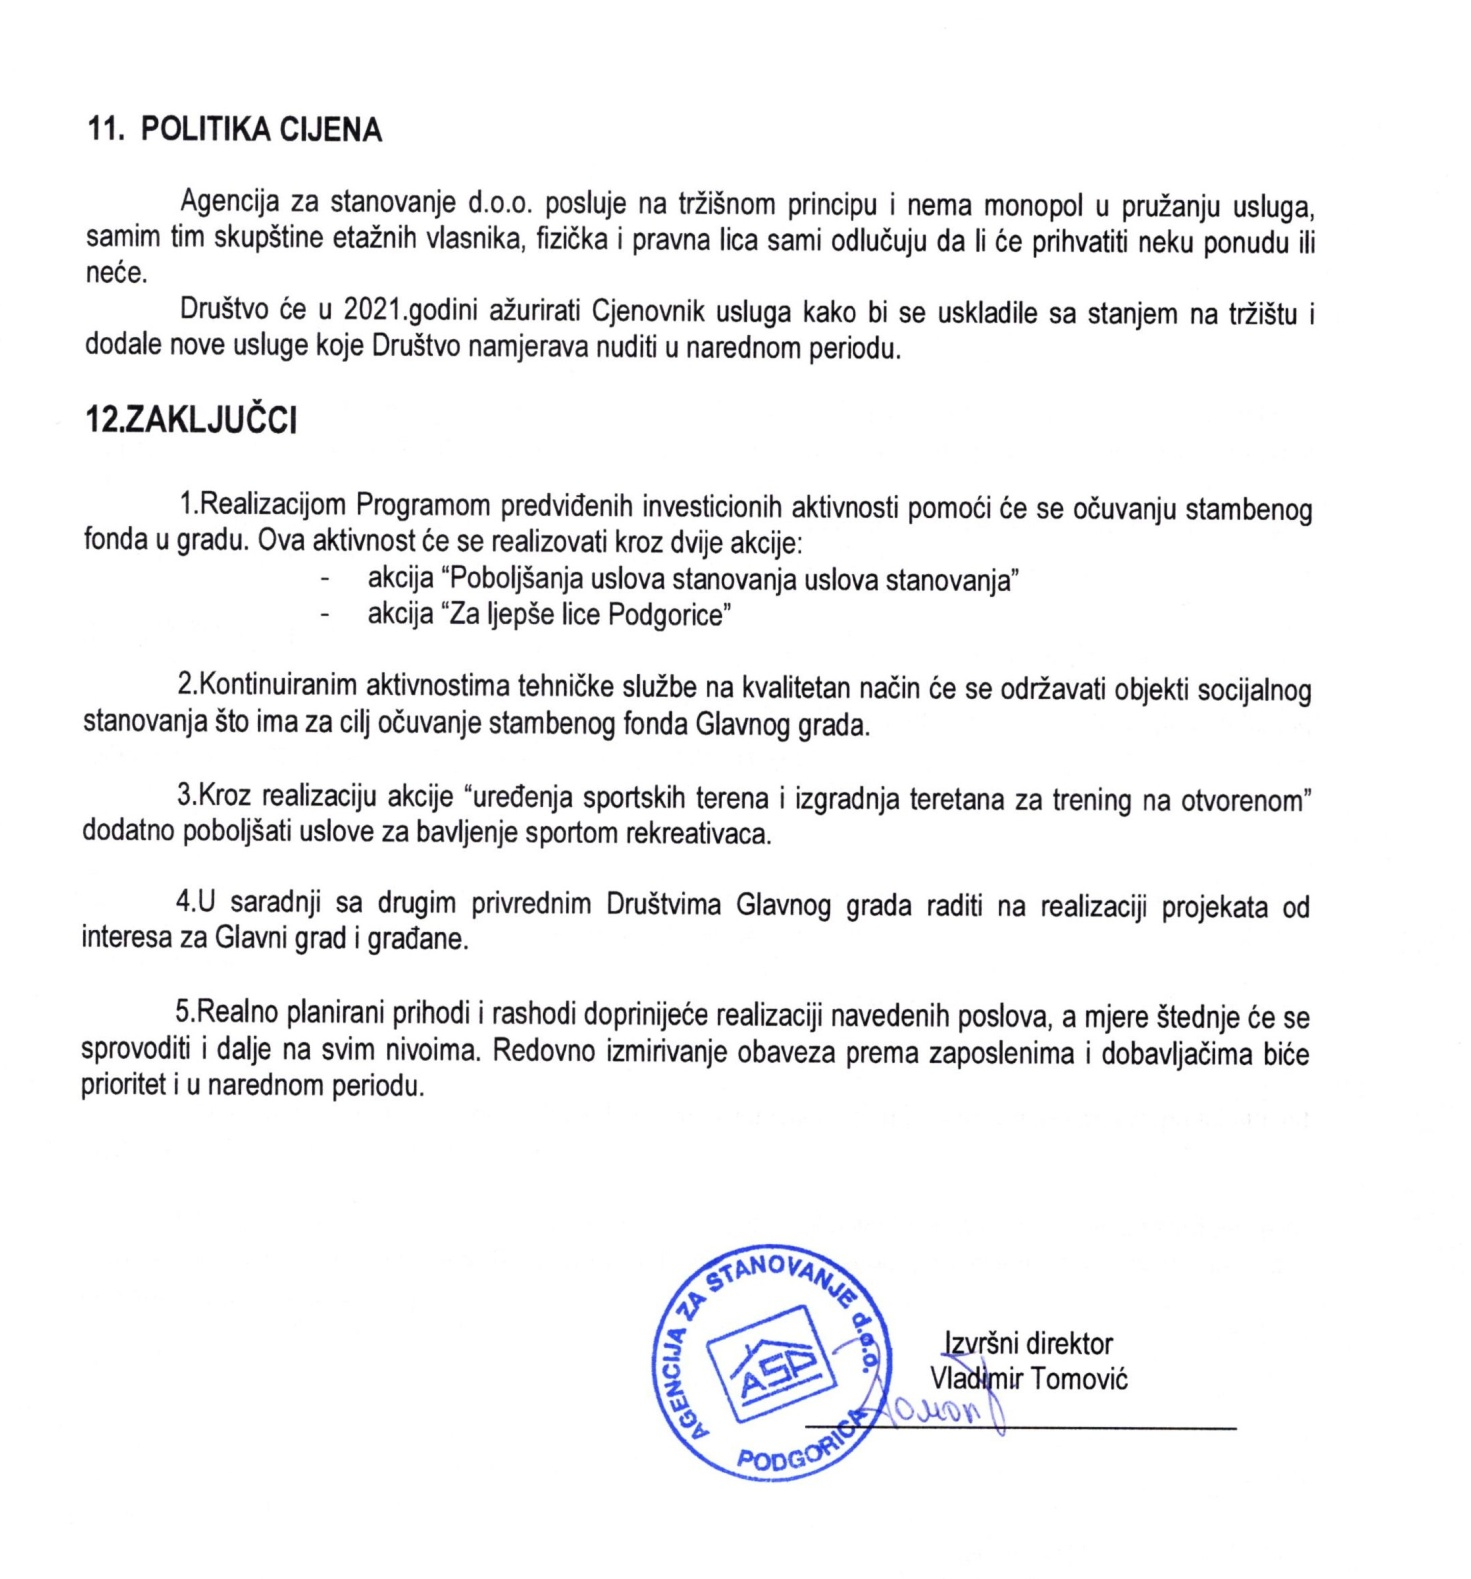 11. POLITIKA CIJENA
Agencija za stanovanje d.o.o. posluje na tržišnom principu i nema monopol u pružanju usluga,
samim tim skupštine etažnih vlasnika, fizička i pravna lica sami odlučuju da li će prihvatiti neku ponudu ili
neće.
Društvo će u 2021.godini ažurirati Cjenovnik usluga kako bi se uskladile sa stanjem na tržištu i
dodale nove usluge koje Društvo namjerava nuditi u narednom periodu.
12.ZAKLJUČCI
1.Realizacijom Programom predviđenih investicionih aktivnosti pomoći će se očuvanju stambenog
fonda u gradu. Ova aktivnost će se realizovati kroz dvije akcije:
- akcija “Poboljšanja uslova stanovanja uslova stanovanja”
- akcija “Za ljepše lice Podgorice”
2.Kontinuiranim aktivnostima tehničke službe na kvalitetan način će se održavati objekti socijalnog
stanovanja što ima za cilj očuvanje stambenog fonda Glavnog grada.
3.Kroz realizaciju akcije “uređenja sportskih terena i izgradnja teretana za trening na otvorenom”
dodatno poboljšati uslove za bavljenje sportom rekreativaca.
4.U saradnji sa drugim privrednim Društvima Glavnog grada raditi na realizaciji projekata od
interesa za Glavni grad i građane.
5.Realno planirani prihodi i rashodi doprinijeće realizaciji navedenih poslova, a mjere štednje će se
sprovoditi i dalje na svim nivoima. Redovno izmirivanje obaveza prema zaposlenima i dobavljačima biće
prioritet i u narednom periodu.
AGENCIJA ZA STANOVANJE d.o.o.
ASP
PODGORICA
Izvršni direktor
Vladimir Tomović